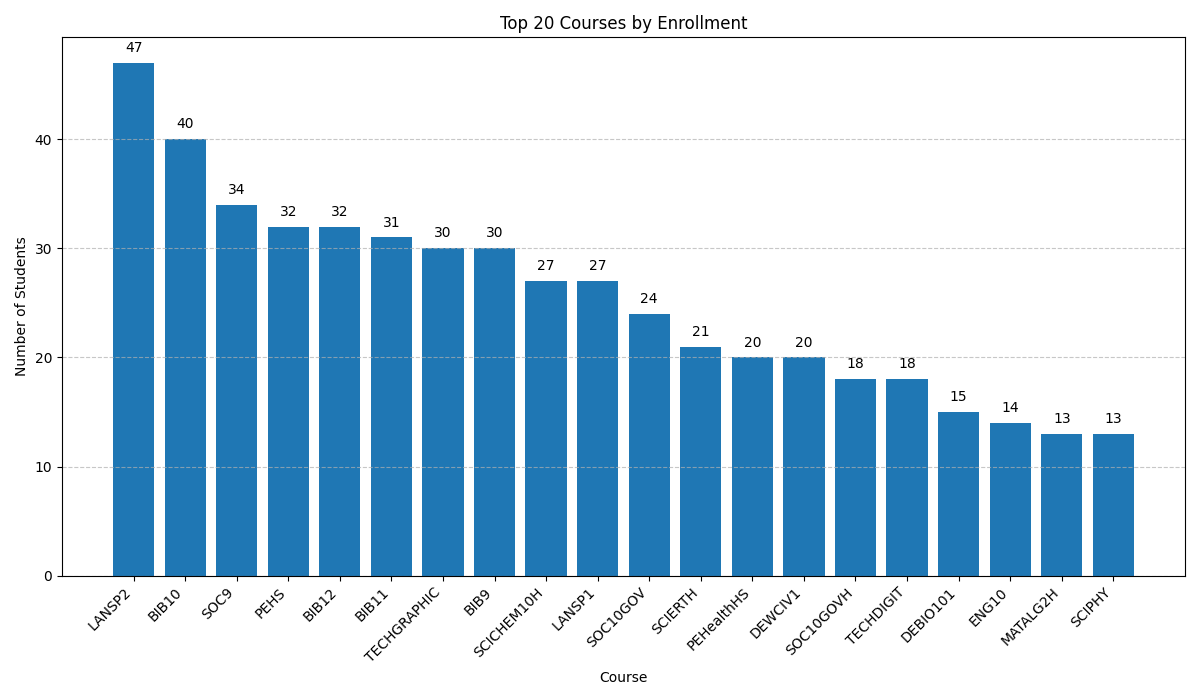 Top 20 Courses by Enrollment
Number of Students
40
30
20
10
0
47
40
34
32
32
31
30
30
27
27
24
21
20
20
18
18
15
14
13
13
LANSP2
BIB10
SOC9
PEHS
BIB12
BIB11
TECHGRAPHIC
BIB9
SCICHEM10H
LANSP1
SOC10GOV
SCIERTH
PEHealthHS
DEWCIV1
SOC10GOVH
TECHDIGIT
DEBIO101
ENG10
MATALG2H
SCIPHY
Course